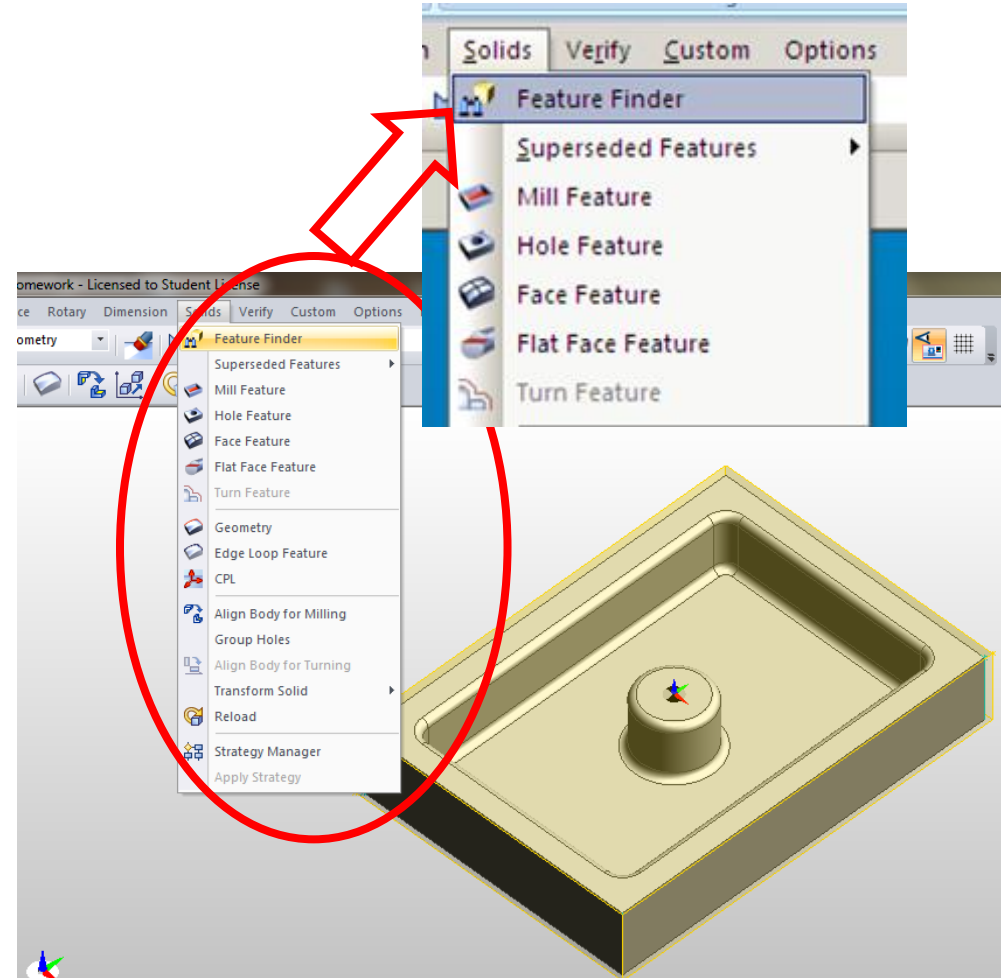 Solids Verify Custom Options
Feature Finder
Superseded Features
Mill Feature
Hole Feature
Face Feature
Flat Face Feature
Turn Feature
omework - Licensed to Student License
ce Rotary Dimension Solids Verify Custom Options
ometry
Feature Finder
Superseded Features
Mill Feature
Hole Feature
Face Feature
Flat Face Feature
Turn Feature
Geometry
Edge Loop Feature
CPL
Align Body for Milling
Group Holes
Align Body for Turning
Transform Solid
Reload
Strategy Manager
Apply Strategy